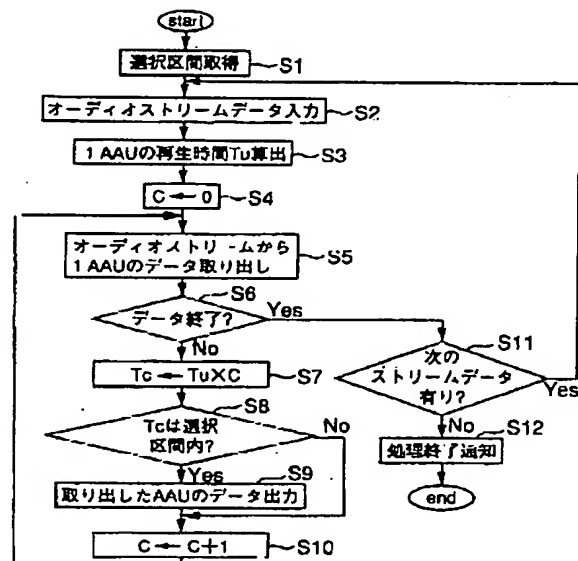 start
選択区間取得
S1
オーディオストリームデータ入力
S2
1 AAUの再生時間Tu算出
S3
C ← 0
S4
オーディオストリームから
1 AAUのデータ取り出し
S5
S6
データ終了?
Yes
No
Tc ← Tu×C
S7
S8
Tcは選択
区間内?
No
Yes
S9
取り出したAAUのデータ出力
C ← C+1
S10
S11
次の
ストリームデータ
有り?
Yes
No
S12
処理終了通知
end